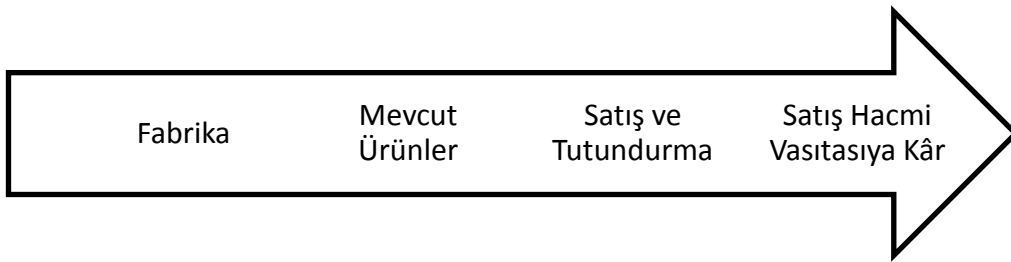 Fabrika
Mevcut
Ürünler
Satış ve
Tutundurma
Satış Hacmi
Vasıtasıya Kâr